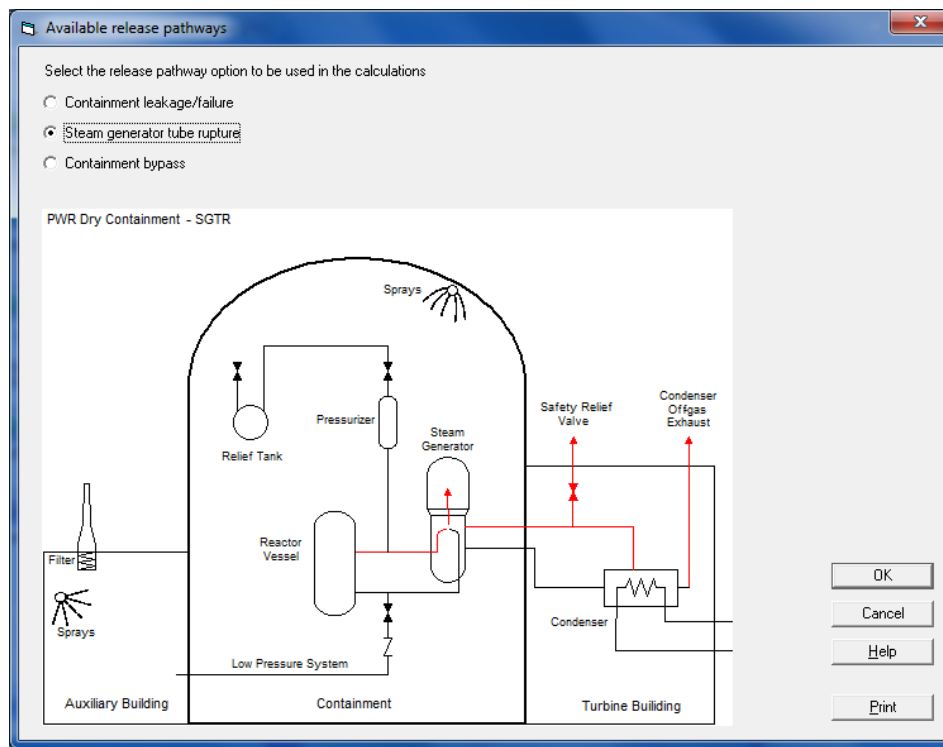 Available release pathways
Select the release pathway option to be used in the calculations
Containment leakage/failure
Steam generator tube rupture
Containment bypass
PWR Dry Containment - SGTR
Sprays
Pressurizer
Relief Tank
Steam
Generator
Safety Relief
Valve
Condenser
Offgas
Exhaust
Reactor
Vessel
Filter
Sprays
Condenser
Low Pressure System
Auxiliary Building
Containment
Turbine Builiding
OK
Cancel
Help
Print